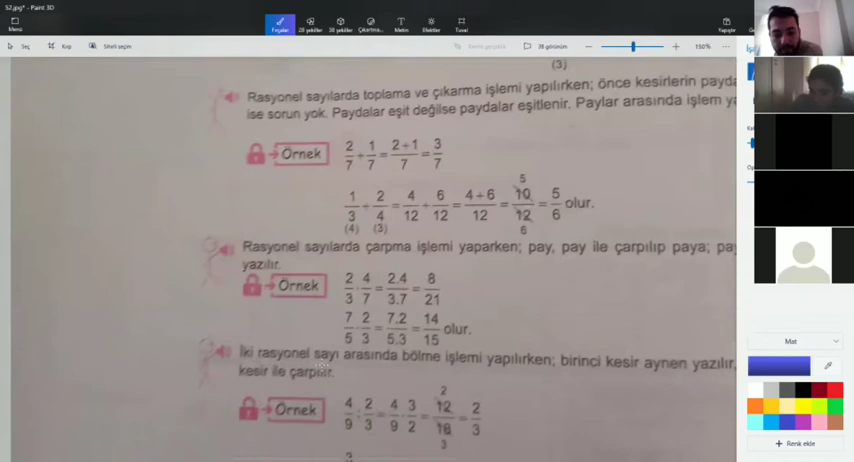 S2.jpg* - Paint 3D
Menü
Fırçalar
2B şekiller
3B şekiller
Çıkartma...
Metin
Efektler
Tuval
Yapıştır
Seç
Kırp
Sihirli seçim
3B görünüm
150%
(3)
Rasyonel sayılarda toplama ve çıkarma işlemi yapılırken; önce kesirlerin payda
ise sorun yok. Paydalar eşit değilse paydalar eşitlenir. Paylar arasında işlem ya
Örnek 2/7 + 1/7 = 2+1/7 = 3/7
1/3 (4) + 2/4 (3) = 4/12 + 6/12 = 4+6/12 = 10/12 5 6 = 5/6 olur.
Rasyonel sayılarda çarpma işlemi yaparken; pay, pay ile çarpılıp paya; pay
yazılır.
Örnek 2/3 . 4/7 = 2.4/3.7 = 8/21
7/5 . 2/3 = 7.2/5.3 = 14/15 olur.
İki rasyonel sayı arasında bölme işlemi yapılırken; birinci kesir aynen yazılır,
kesir ile çarpılır.
Örnek 4/9 : 2/3 = 4/9 . 3/2 = 12/18 2 3 = 2/3
Mat
Renk ekle